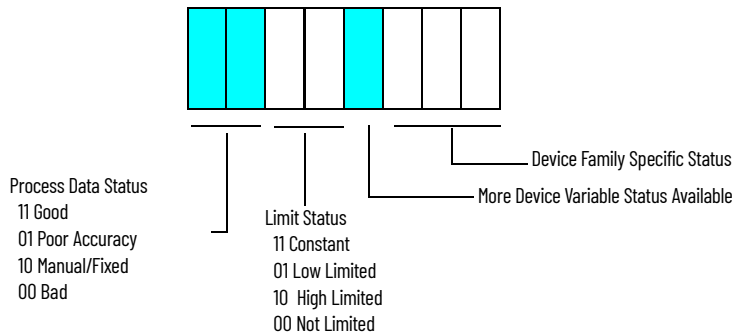 Device Family Specific Status
More Device Variable Status Available
Process Data Status
11 Good
01 Poor Accuracy
10 Manual/Fixed
00 Bad
Limit Status
11 Constant
01 Low Limited
10 High Limited
00 Not Limited